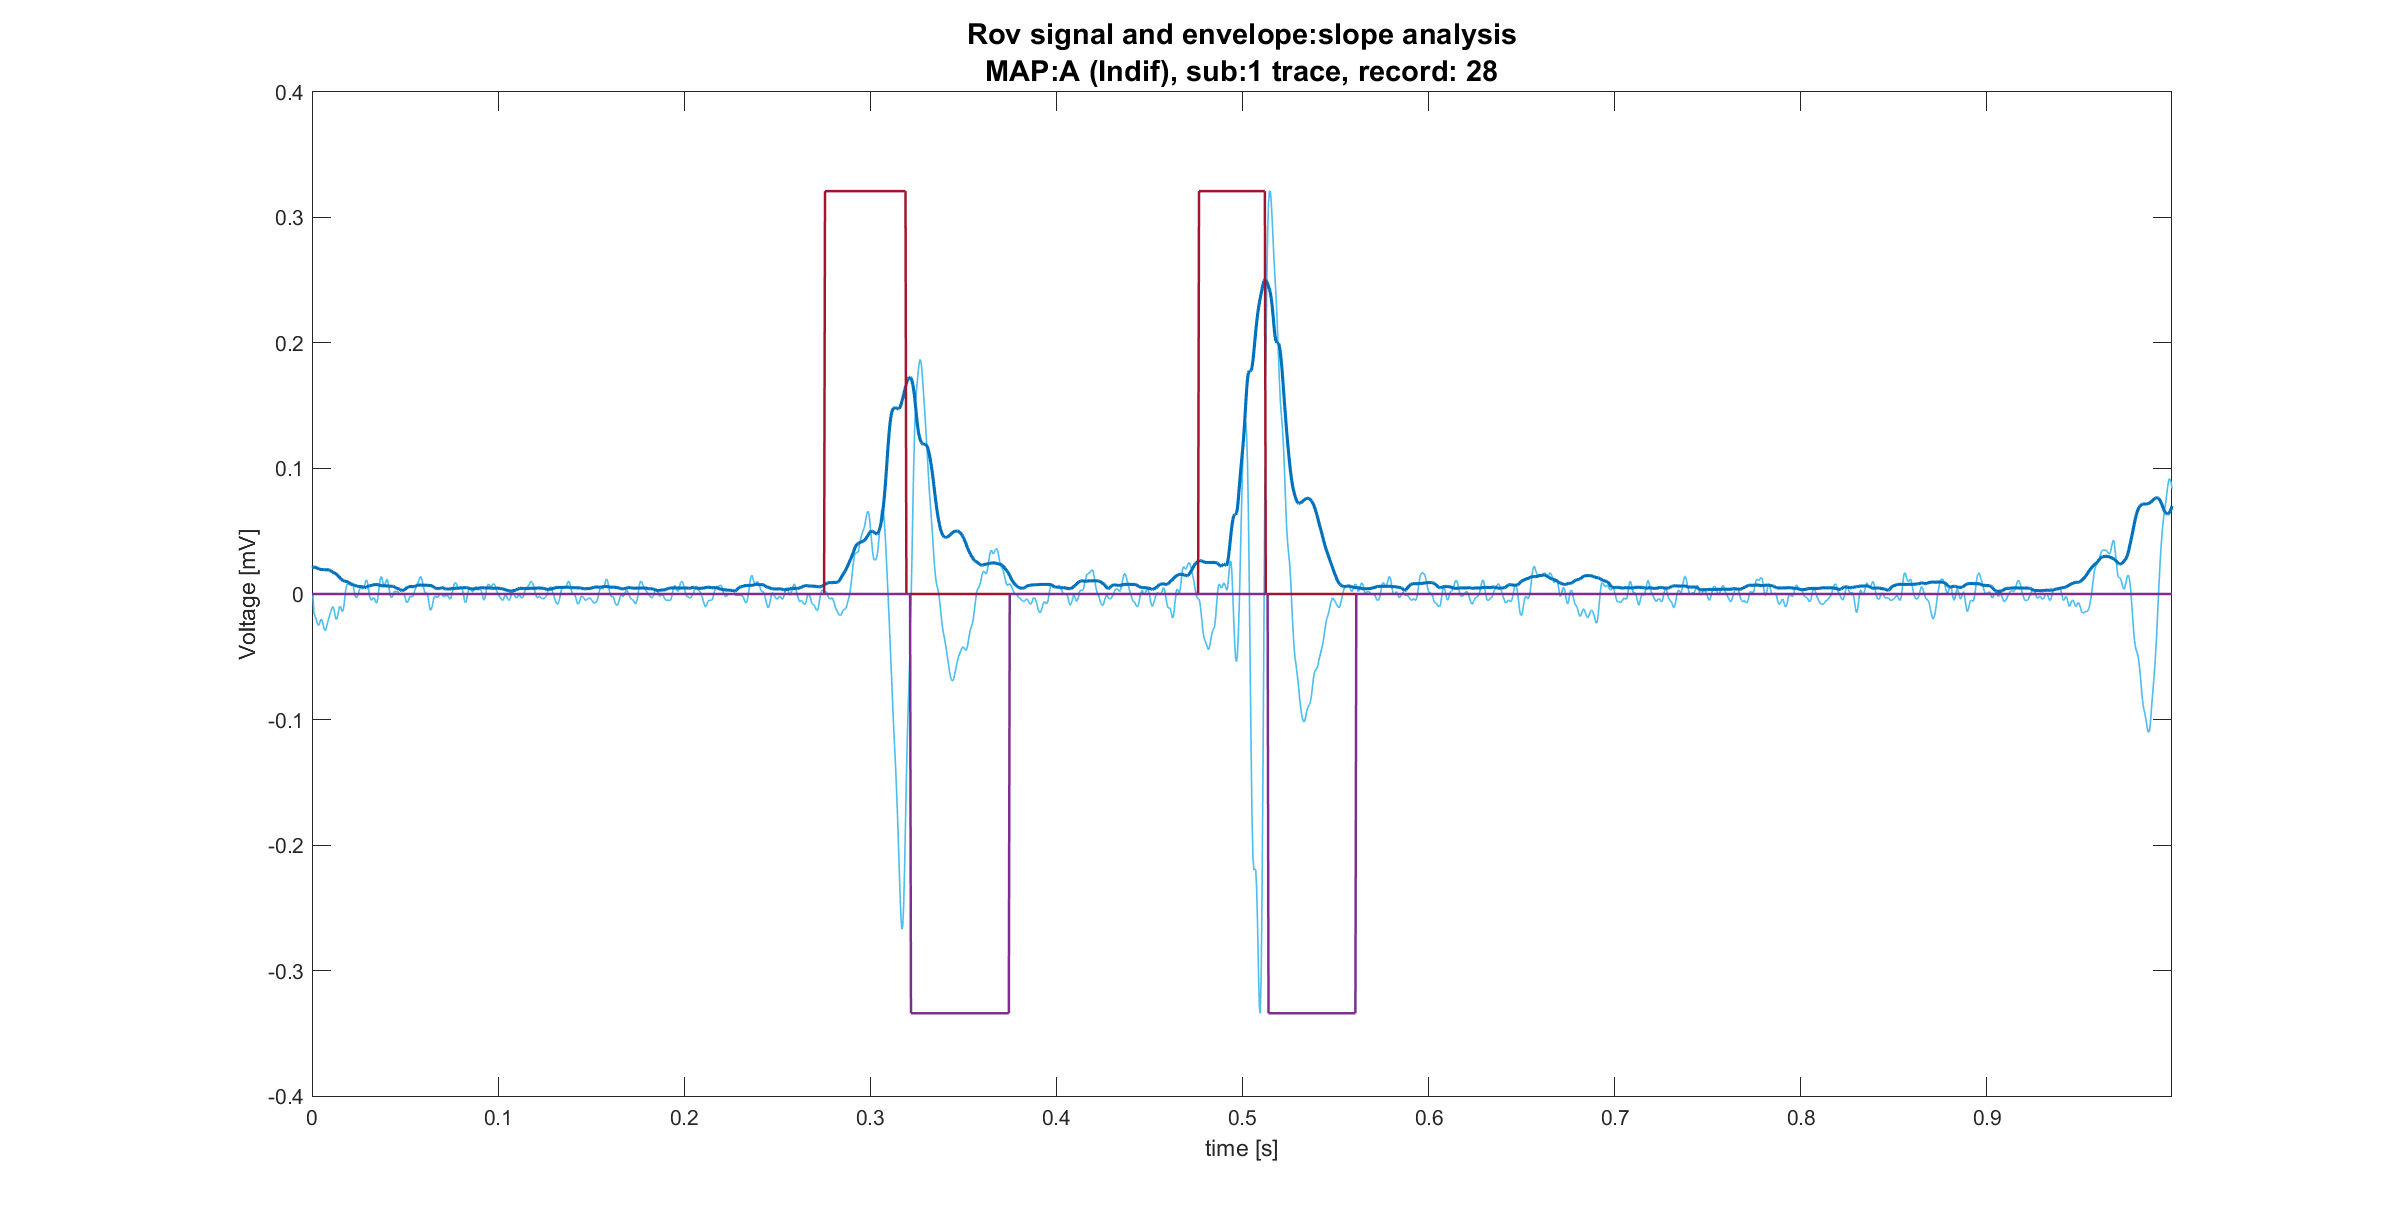 Rov signal and envelope:slope analysis
MAP:A (Indif), sub:1 trace, record: 28
0.4
0.3
0.2
0.1
0
-0.1
-0.2
-0.3
-0.4
Voltage [mV]
0 0.1 0.2 0.3 0.4 0.5 0.6 0.7 0.8 0.9
time [s]